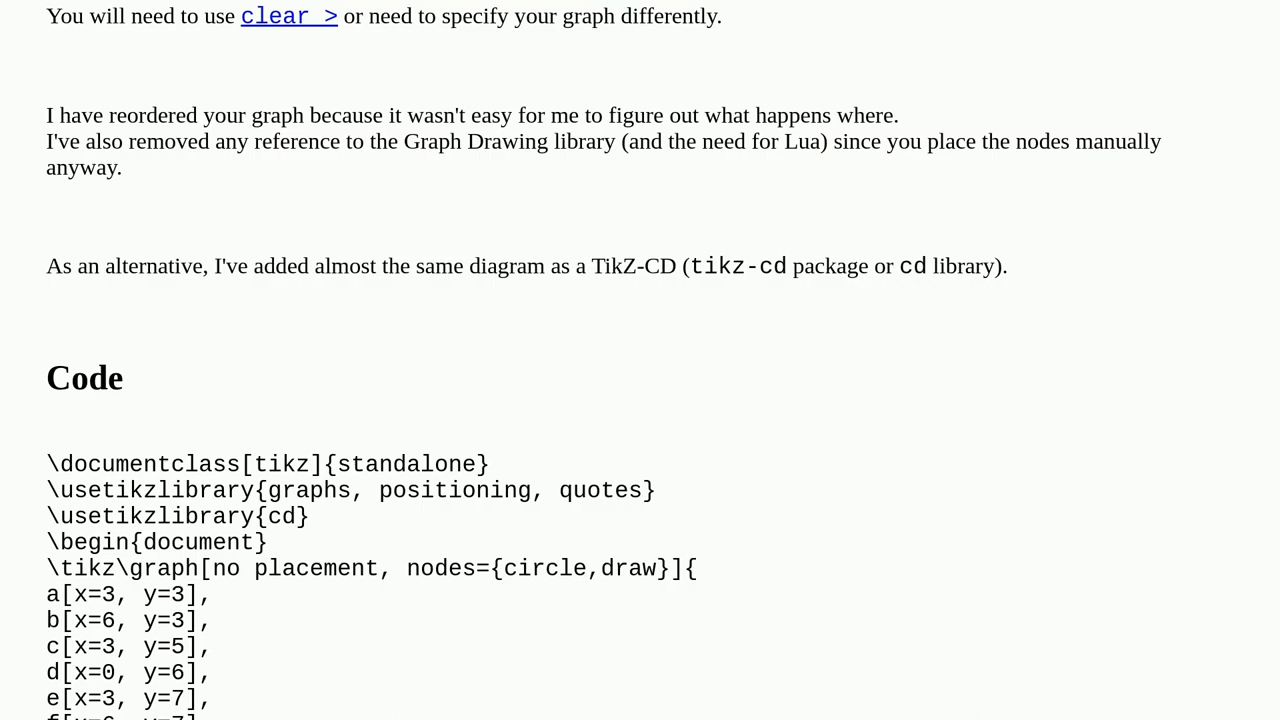 You will need to use clear > or need to specify your graph differently.
I have reordered your graph because it wasn't easy for me to figure out what happens where.
I've also removed any reference to the Graph Drawing library (and the need for Lua) since you place the nodes manually
anyway.
As an alternative, I've added almost the same diagram as a TikZ-CD (tikz-cd package or cd library).
Code
\documentclass[tikz]{standalone}
\usetikzlibrary{graphs, positioning, quotes}
\usetikzlibrary{cd}
\begin{document}
\tikz\graph[no placement, nodes={circle,draw}]{
a[x=3, y=3],
b[x=6, y=3],
c[x=3, y=5],
d[x=0, y=6],
e[x=3, y=7],
f[x=6, y=7]